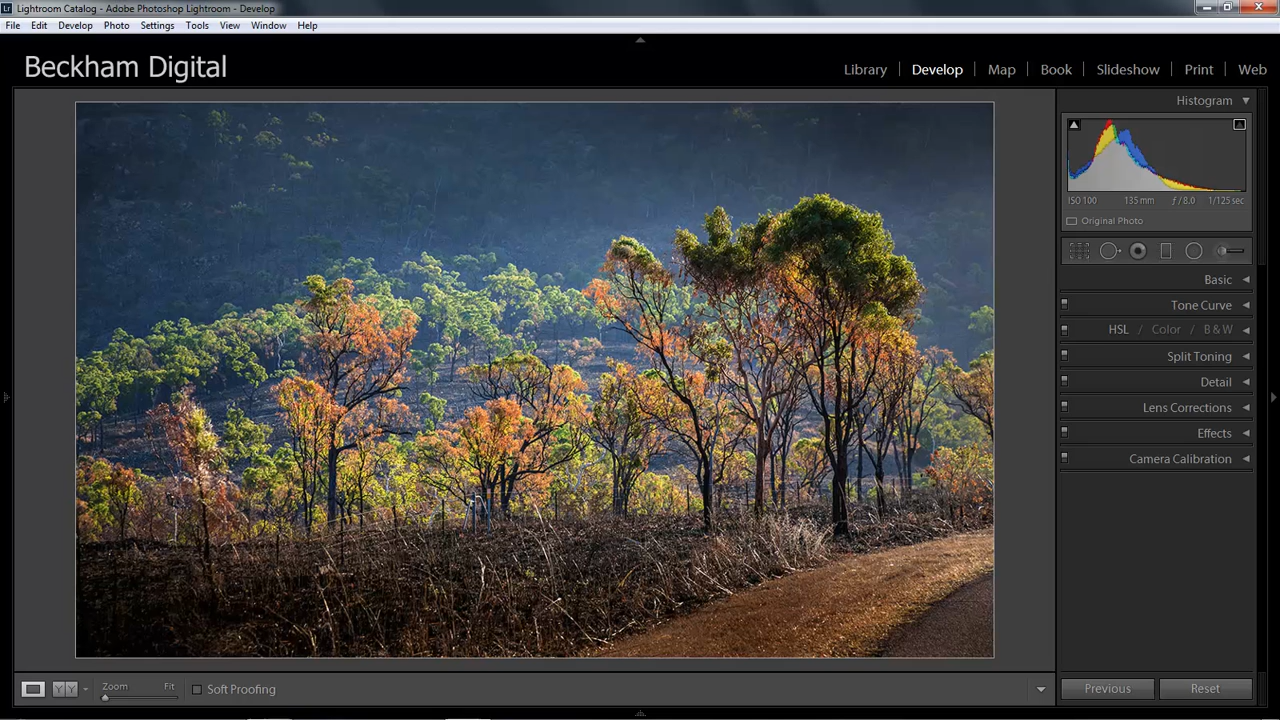 Lr Lightroom Catalog - Adobe Photoshop Lightroom - Develop
File Edit Develop Photo Settings Tools View Window Help
Beckham Digital
Library Develop Map Book Slideshow Print Web
Histogram
ISO 100 135 mm ƒ / 8.0 1/125 sec
Original Photo
Basic
Tone Curve
HSL / Color / B & W
Split Toning
Detail
Lens Corrections
Effects
Camera Calibration
YY Zoom Fit Soft Proofing Previous Reset